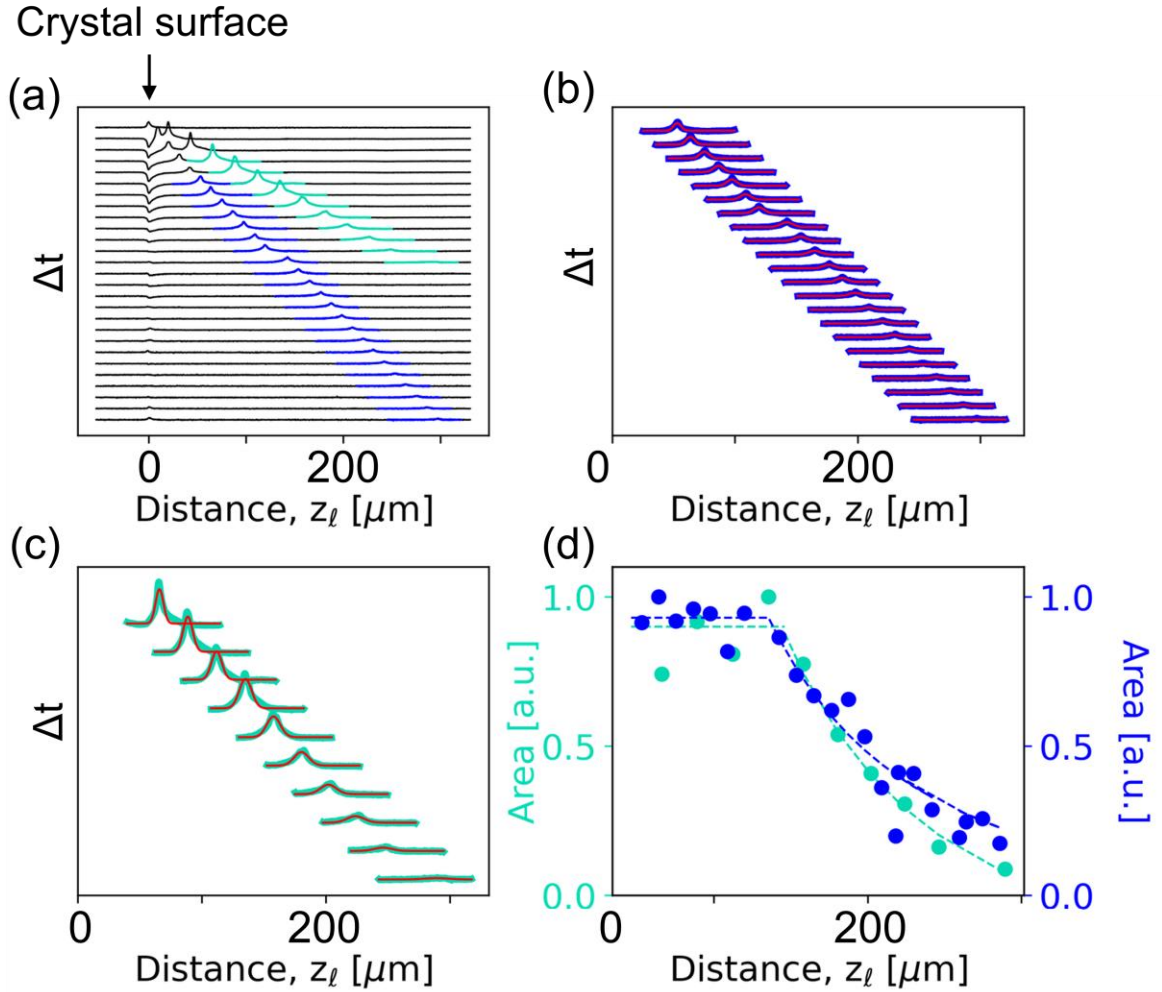 Crystal surface
(a)
Δt
0
200
Distance, zℓ [μm]
(b)
Δt
0
200
Distance, zℓ [μm]
(c)
Δt
0
200
Distance, zℓ [μm]
(d)
1.0
0.5
0.0
Area [a.u.]
1.0
0.5
0.0
Area [a.u.]
0
200
Distance, zℓ [μm]